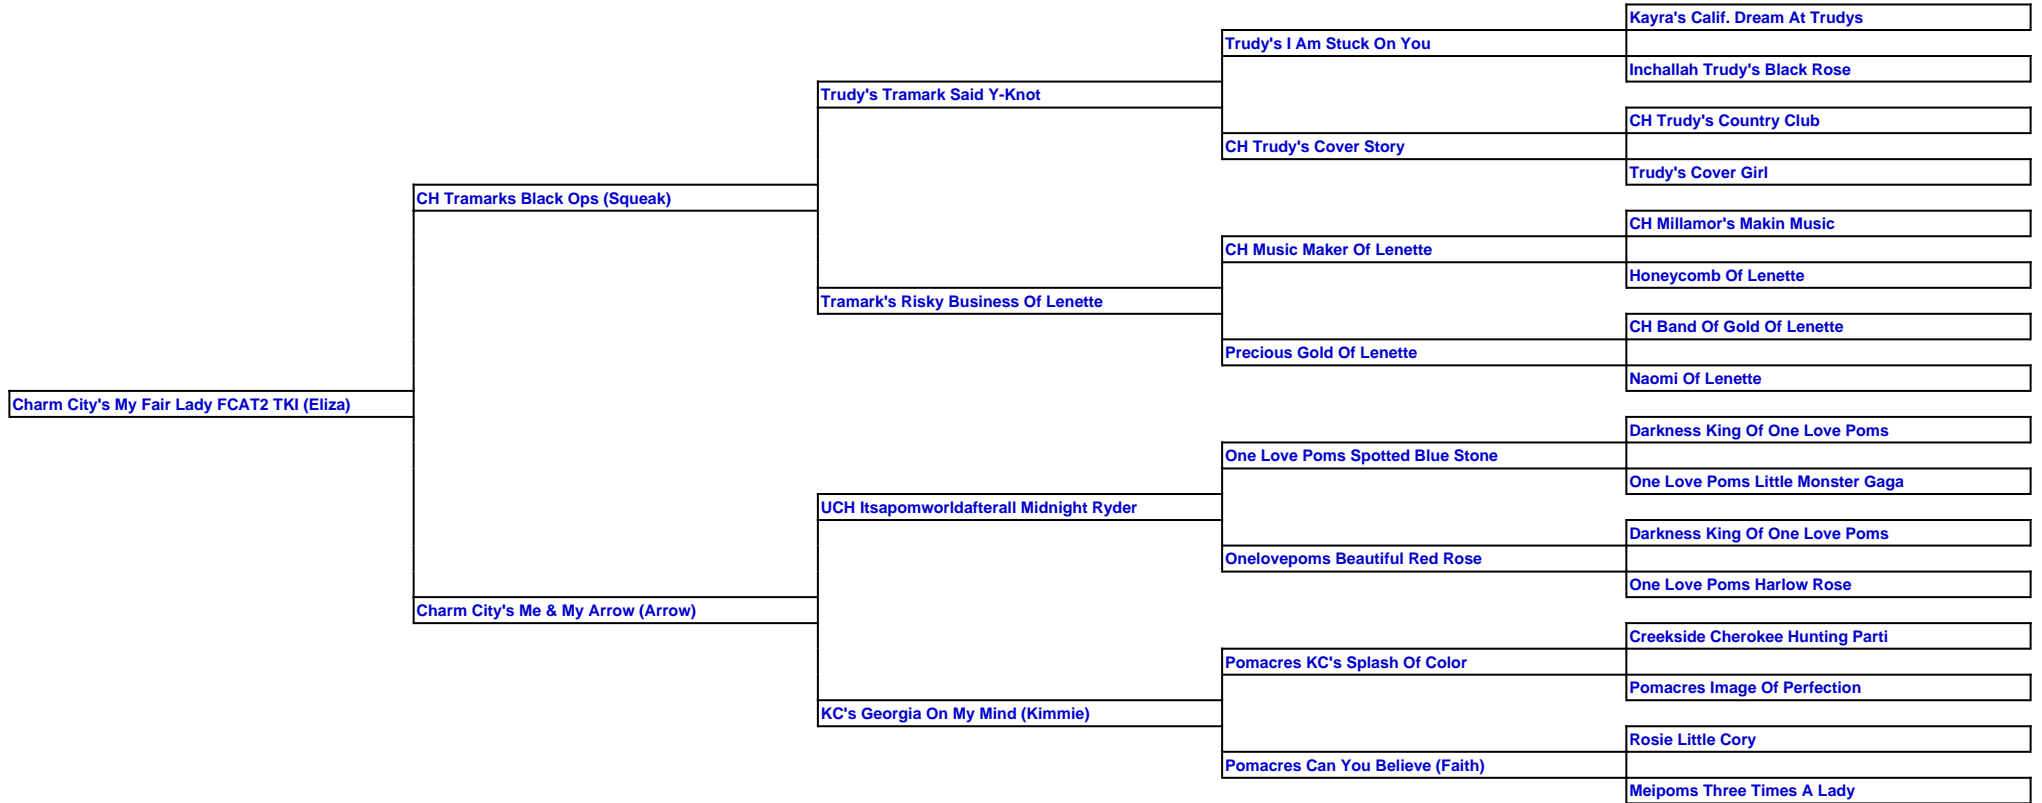 Kayra's Calif. Dream At Trudys
Trudy's I Am Stuck On You
Inchallah Trudy's Black Rose
Trudy's Tramark Said Y-Knot
CH Trudy's Country Club
CH Trudy's Cover Story
Trudy's Cover Girl
CH Tramarks Black Ops (Squeak)
CH Millamor's Makin Music
CH Music Maker Of Lenette
Honeycomb Of Lenette
Tramark's Risky Business Of Lenette
CH Band Of Gold Of Lenette
Precious Gold Of Lenette
Naomi Of Lenette
Charm City's My Fair Lady FCAT2 TKI (Eliza)
Darkness King Of One Love Poms
One Love Poms Spotted Blue Stone
One Love Poms Little Monster Gaga
UCH Itsapomworldafterall Midnight Ryder
Darkness King Of One Love Poms
Onelovepoms Beautiful Red Rose
One Love Poms Harlow Rose
Charm City's Me & My Arrow (Arrow)
Creekside Cherokee Hunting Parti
Pomacres KC's Splash Of Color
Pomacres Image Of Perfection
KC's Georgia On My Mind (Kimmie)
Rosie Little Cory
Pomacres Can You Believe (Faith)
Meipoms Three Times A Lady